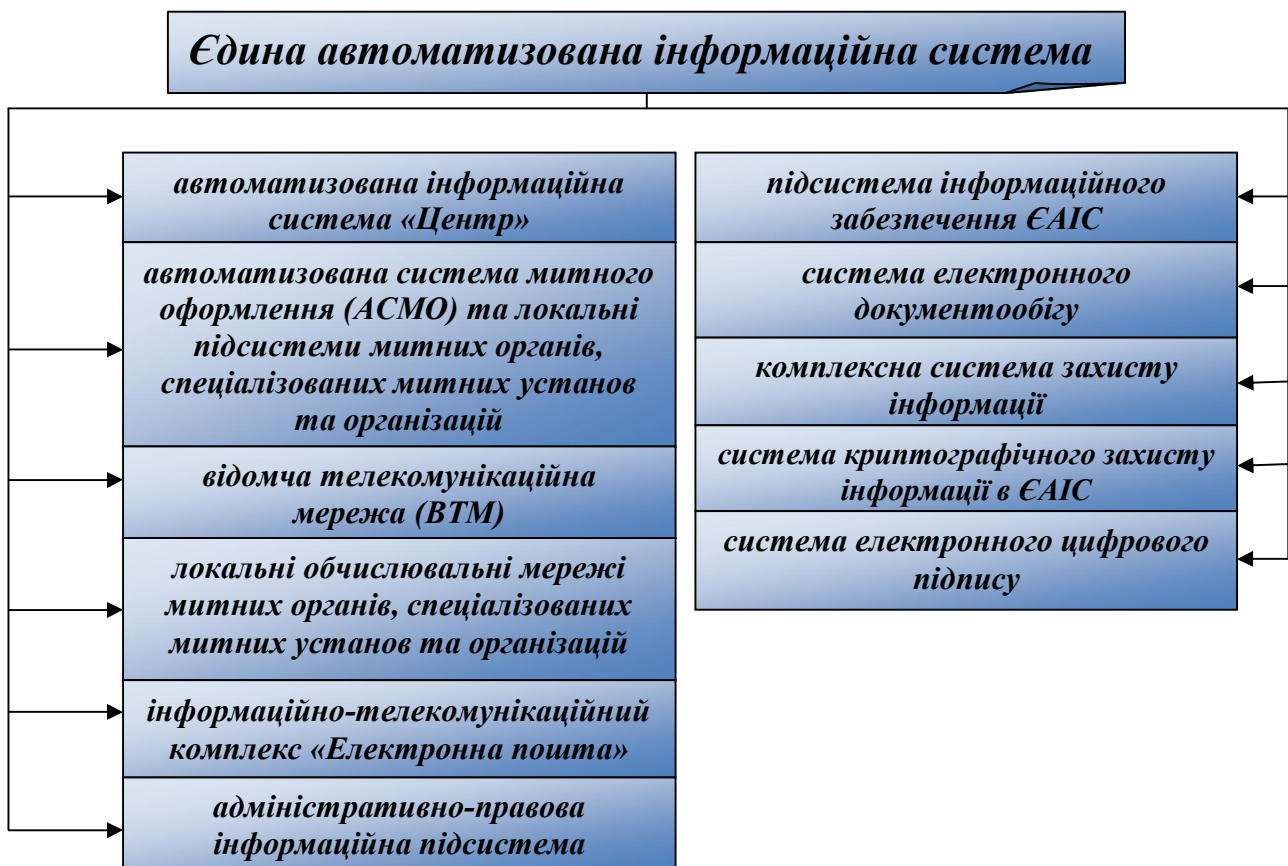 Єдина автоматизована інформаційна система
автоматизована інформаційна
система «Центр»
автоматизована система митного
оформлення (АСМО) та локальні
підсистеми митних органів,
спеціалізованих митних установ
та організацій
відомча телекомунікаційна
мережа (ВТМ)
локальні обчислювальні мережі
митних органів, спеціалізованих
митних установ та організацій
інформаційно-телекомунікаційний
комплекс «Електронна пошта»
адміністративно-правова
інформаційна підсистема
підсистема інформаційного
забезпечення ЄАІС
система електронного
документообігу
комплексна система захисту
інформації
система криптографічного захисту
інформації в ЄАІС
система електронного цифрового
підпису